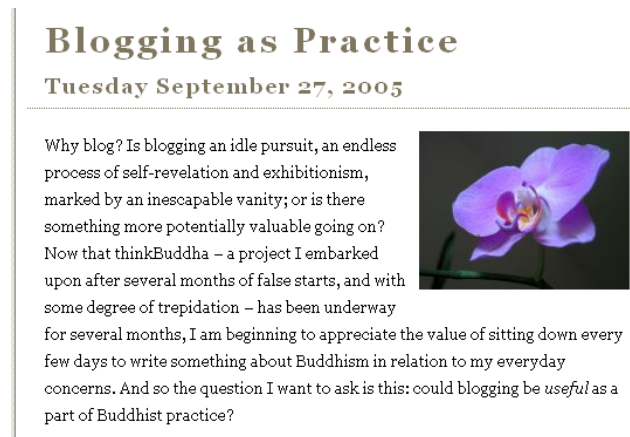 Blogging as Practice
Tuesday September 27, 2005
Why blog? Is blogging an idle pursuit, an endless
process of self-revelation and exhibitionism,
marked by an inescapable vanity; or is there
something more potentially valuable going on?
Now that thinkBuddha – a project I embarked
upon after several months of false starts, and with
some degree of trepidation – has been underway
for several months, I am beginning to appreciate the value of sitting down every
few days to write something about Buddhism in relation to my everyday
concerns. And so the question I want to ask is this: could blogging be useful as a
part of Buddhist practice?